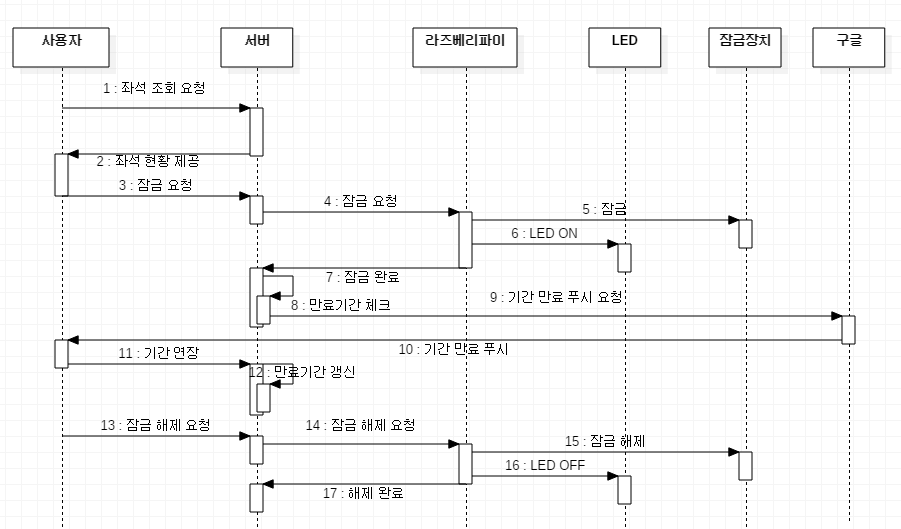 사용자
서버
라즈베리파이
LED
잠금장치
구글
1 : 좌석 조회 요청
2 : 좌석 현황 제공
3 : 잠금 요청
4 : 잠금 요청
5 : 잠금
6 : LED ON
7 : 잠금 완료
8 : 만료기간 체크
9 : 기간 만료 푸시 요청
10 : 기간 만료 푸시
11 : 기간 연장
12 : 만료기간 갱신
13 : 잠금 해제 요청
14 : 잠금 해제 요청
15 : 잠금 해제
16 : LED OFF
17 : 해제 완료